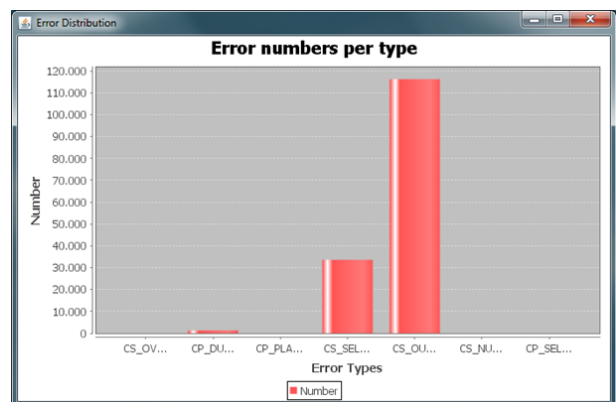 Error Distribution
Error numbers per type
120.000
110.000
100.000
90.000
80.000
70.000
60.000
50.000
40.000
30.000
20.000
10.000
0
Number
CS_OV... CP_DU... CP_PLA... CS_SEL... CS_OU... CS_NU... CP_SEL...
Error Types
Number